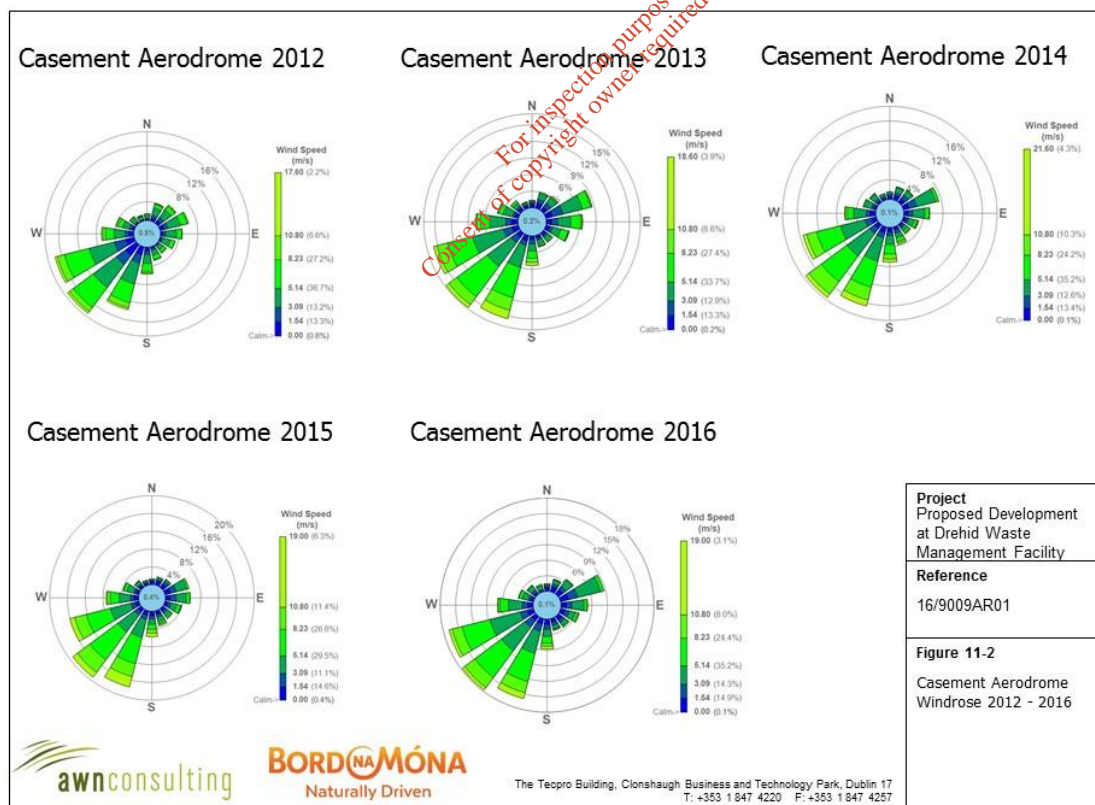 For inspection purpos
Consent of copyright owner required
Casement Aerodrome 2012
N
W
E
S
16%
12%
8%
0.8%
Wind Speed
(m/s)
17.60 (2.2%)
10.80 (6.6%)
8.23 (27.2%)
5.14 (36.7%)
3.09 (13.2%)
1.54 (13.3%)
Calm-> 0.00 (0.8%)
Casement Aerodrome 2013
N
W
E
S
15%
12%
9%
6%
0.2%
Wind Speed
(m/s)
18.60 (3.9%)
10.80 (8.6%)
8.23 (27.4%)
5.14 (33.7%)
3.09 (12.9%)
1.54 (13.3%)
Calm-> 0.00 (0.2%)
Casement Aerodrome 2014
N
W
E
S
16%
12%
8%
4%
0.1%
Wind Speed
(m/s)
21.60 (4.3%)
10.80 (10.3%)
8.23 (24.2%)
5.14 (35.2%)
3.09 (12.6%)
1.54 (13.4%)
Calm-> 0.00 (0.1%)
Casement Aerodrome 2015
N
W
E
S
20%
16%
12%
8%
4%
0.4%
Wind Speed
(m/s)
19.00 (6.3%)
10.80 (11.4%)
8.23 (26.6%)
5.14 (29.5%)
3.09 (11.1%)
1.54 (14.6%)
Calm-> 0.00 (0.4%)
Casement Aerodrome 2016
N
W
E
S
18%
15%
12%
9%
6%
0.1%
Wind Speed
(m/s)
19.00 (3.1%)
10.80 (8.0%)
8.23 (24.4%)
5.14 (35.2%)
3.09 (14.3%)
1.54 (14.9%)
Calm-> 0.00 (0.1%)
Project
Proposed Development
at Drehid Waste
Management Facility
Reference
16/9009AR01
Figure 11-2
Casement Aerodrome
Windrose 2012 - 2016
awnconsulting
BORD NA MÓNA
Naturally Driven
The Tecpro Building, Clonshaugh Business and Technology Park, Dublin 17
T: +353 1 847 4220 F: +353 1 847 4257